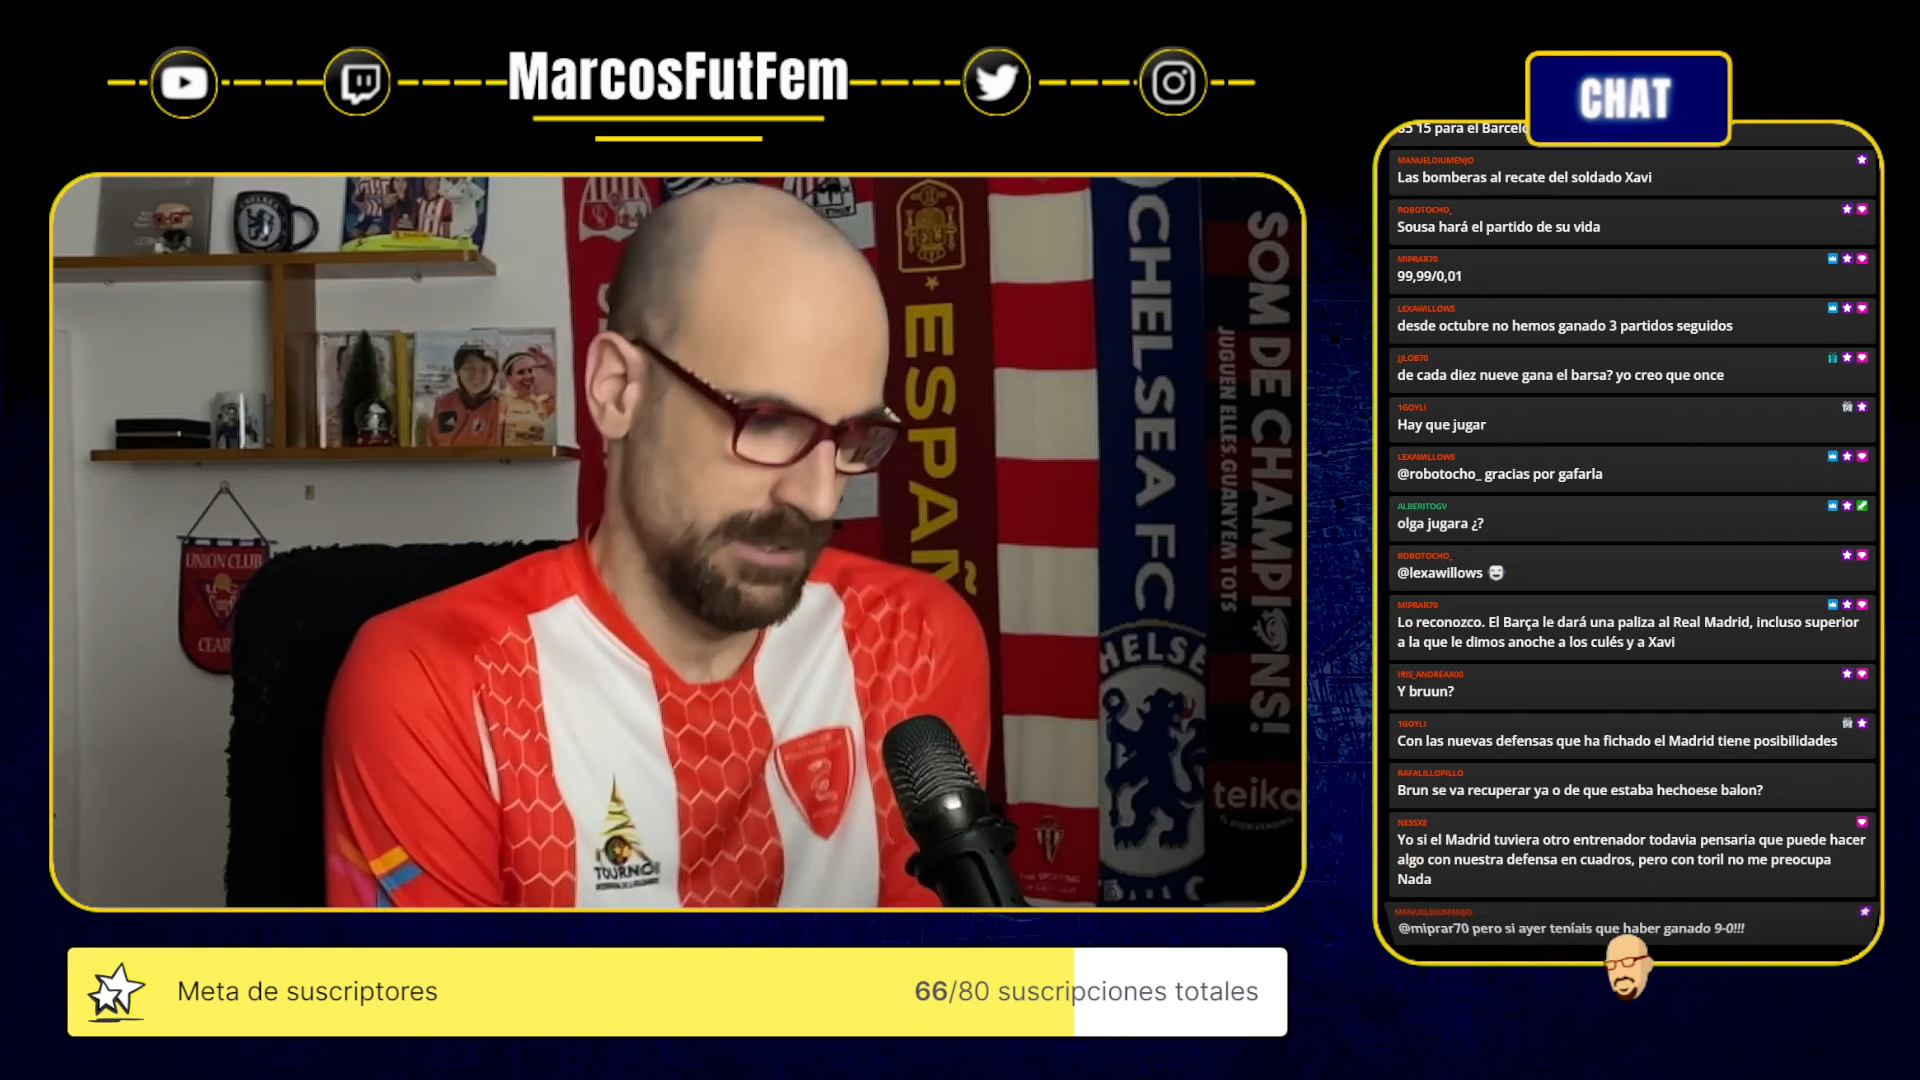 MarcosFutFem
CHAT
85 15 para el Barcelo
MANUELDIUMENJO
Las bomberas al recate del soldado Xavi
ROBOTOCHO_
Sousa hará el partido de su vida
MIPRAR70
99,99/0,01
LEXAWILLOWS
desde octubre no hemos ganado 3 partidos seguidos
JJLOB70
de cada diez nueve gana el barsa? yo creo que once
1GOYLI
Hay que jugar
LEXAWILLOWS
@robotocho_ gracias por gafarla
ALBERITOGV
olga jugara ¿?
ROBOTOCHO_
@lexawillows
MIPRAR70
Lo reconozco. El Barça le dará una paliza al Real Madrid, incluso superior
a la que le dimos anoche a los culés y a Xavi
IRIS_ANDREAA00
Y bruun?
1GOYLI
Con las nuevas defensas que ha fichado el Madrid tiene posibilidades
RAFALILLOPILLO
Brun se va recuperar ya o de que estaba hechoese balon?
NESSXE
Yo si el Madrid tuviera otro entrenador todavia pensaria que puede hacer
algo con nuestra defensa en cuadros, pero con toril no me preocupa
Nada
MANUELDIUMENJO
@miprar70 pero si ayer teníais que haber ganado 9-0!!!
ESPAÑ
CHELSEA FC
CHELSE
SOM DE CHAMPIONS!
JUGUEN ELLES, GUANYEM TOTS
teika
UNION CLUB
CEAR
TOURNOI
Meta de suscriptores
66/80 suscripciones totales